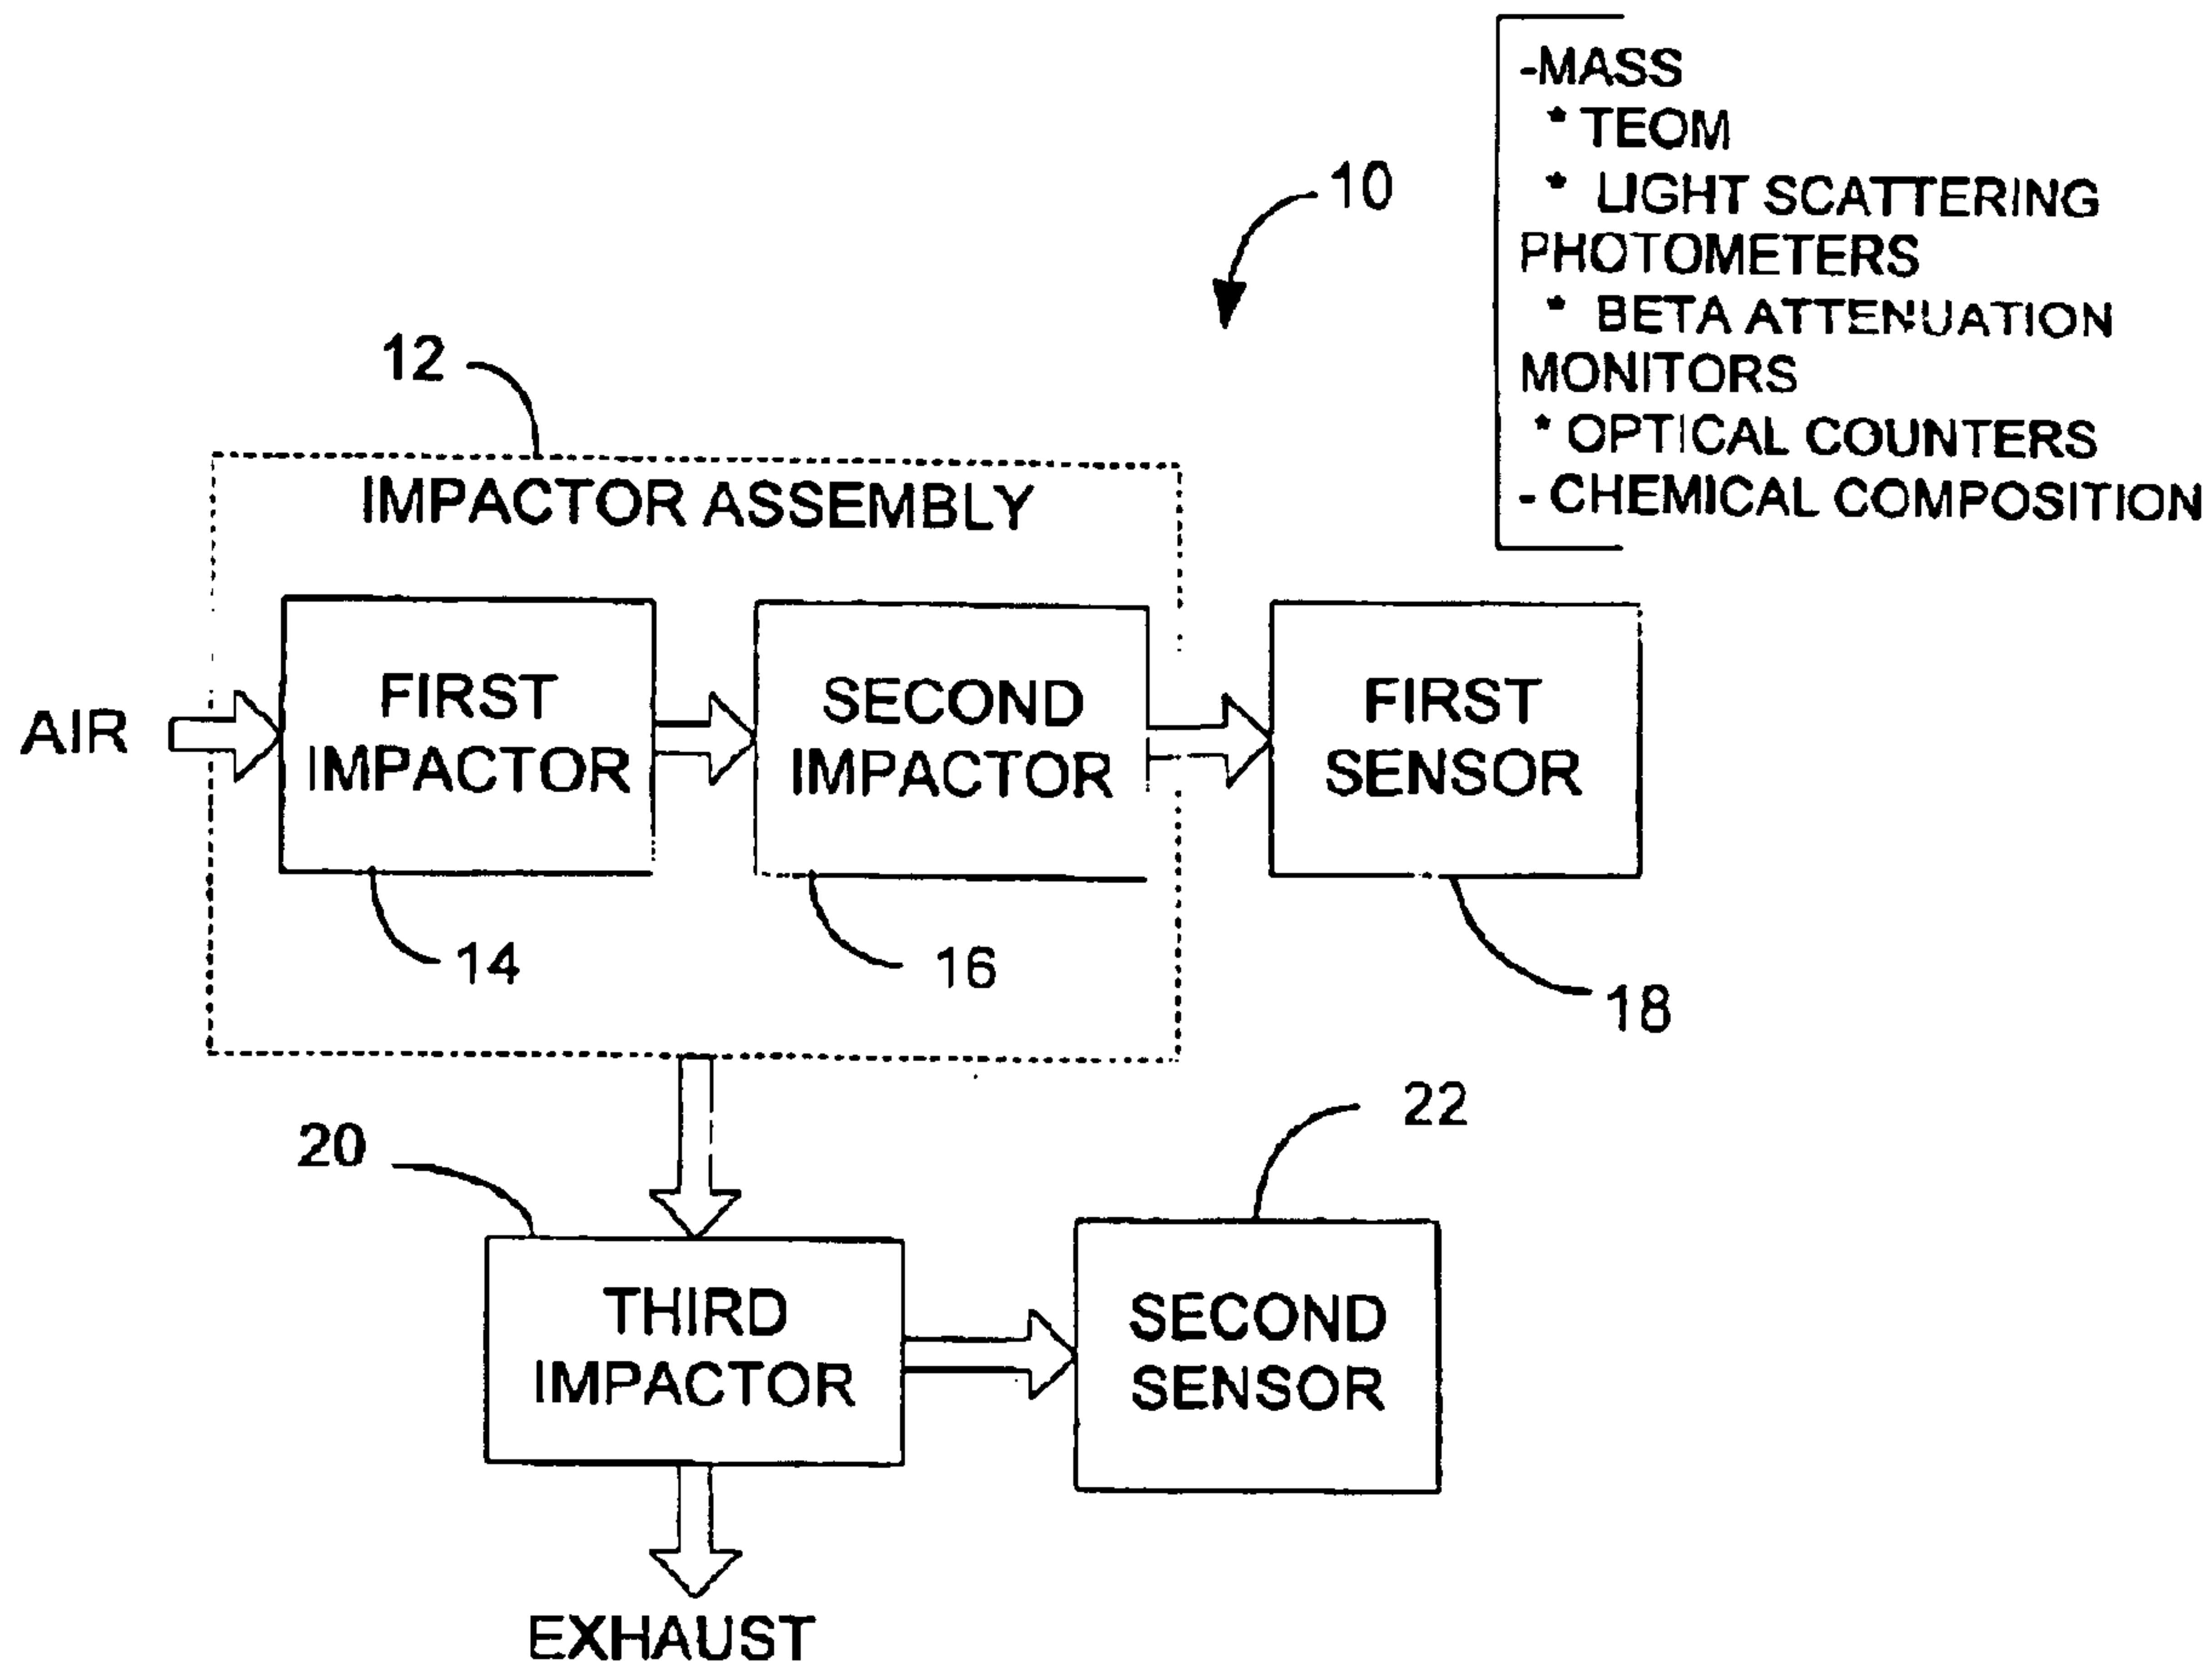 -MASS
* TEOM
* LIGHT SCATTERING
PHOTOMETERS
* BETA ATTENUATION
MONITORS
* OPTICAL COUNTERS
- CHEMICAL COMPOSITION
10
12
IMPACTOR ASSEMBLY
AIR
FIRST
IMPACTOR
SECOND
IMPACTOR
FIRST
SENSOR
14
16
18
20
22
THIRD
IMPACTOR
SECOND
SENSOR
EXHAUST